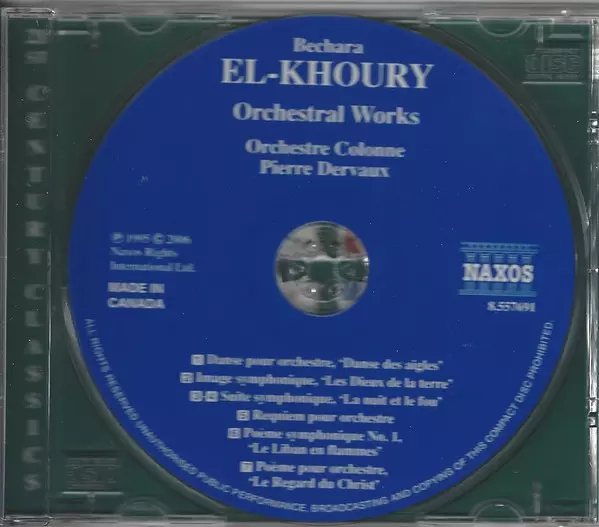 20TH CENTURY CLASSICS
Bechara
EL-KHOURY
Orchestral Works
Orchestre Colonne
Pierre Dervaux
℗ 1995 © 2006
Naxos Rights
International Ltd.
MADE IN
CANADA
NAXOS
8.557691
1 Danse pour orchestre, "Danse des aigles"
2 Image symphonique, "Les Dieux de la terre"
3-4 Suite symphonique, "La nuit et le fou"
5 Requiem pour orchestre
6 Poème symphonique No. 1,
"Le Liban en flammes"
7 Poème pour orchestre,
"Le Regard du Christ"
ALL RIGHTS RESERVED. UNAUTHORISED PUBLIC PERFORMANCE, BROADCASTING AND COPYING OF THIS COMPACT DISC PROHIBITED.